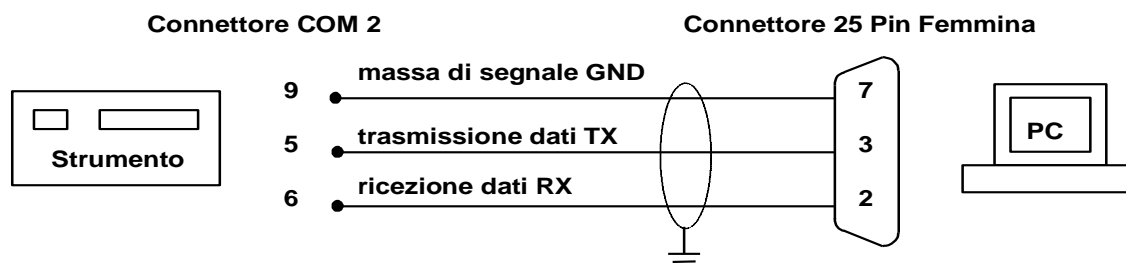 Connettore COM 2 Connettore 25 Pin Femmina
massa di segnale GND
9 7
trasmissione dati TX
Strumento 5 3 PC
ricezione dati RX
6 2